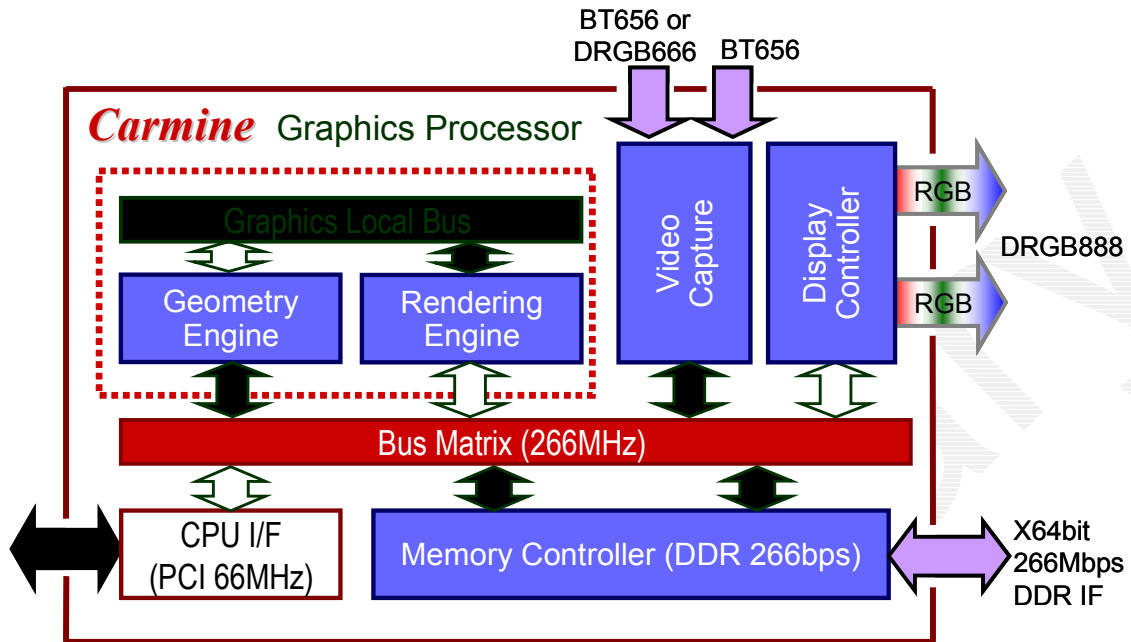 BT656 or
DRGB666
BT656
Carmine Graphics Processor
Graphics Local Bus
Geometry
Engine
Rendering
Engine
Video
Capture
Display
Controller
RGB
DRGB888
RGB
Bus Matrix (266MHz)
CPU I/F
(PCI 66MHz)
Memory Controller (DDR 266bps)
X64bit
266Mbps
DDR IF